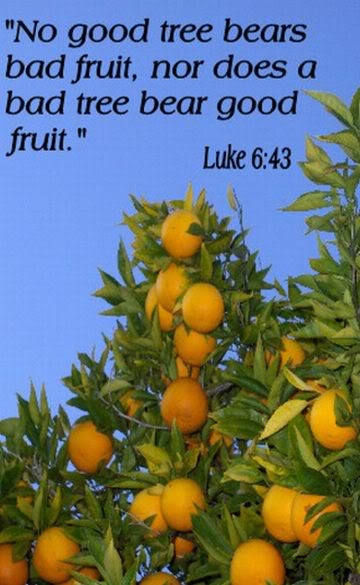 "No good tree bears
bad fruit, nor does a
bad tree bear good
fruit."
Luke 6:43